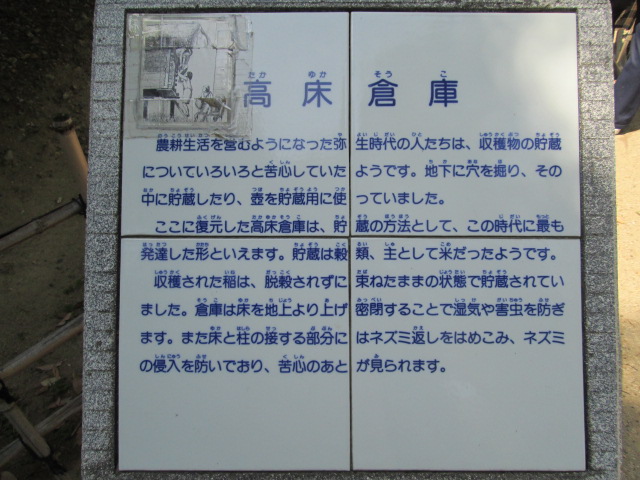 高床倉庫
農耕生活を営むようになった弥生時代の人たちは、収穫物の貯蔵
についていろいろと苦心していたようです。地下に穴を掘り、その
中に貯蔵したり、壺を貯蔵用に使っていました。
ここに復元した高床倉庫は、貯蔵の方法として、この時代に最も
発達した形といえます。貯蔵は穀類、主として米だったようです。
収穫された稲は、脱穀されずに束ねたままの状態で貯蔵されてい
ました。倉庫は床を地上より上げ密閉することで湿気や害虫を防ぎ
ます。また床と柱の接する部分にはネズミ返しをはめこみ、ネズミ
の侵入を防いでおり、苦心のあとが見られます。